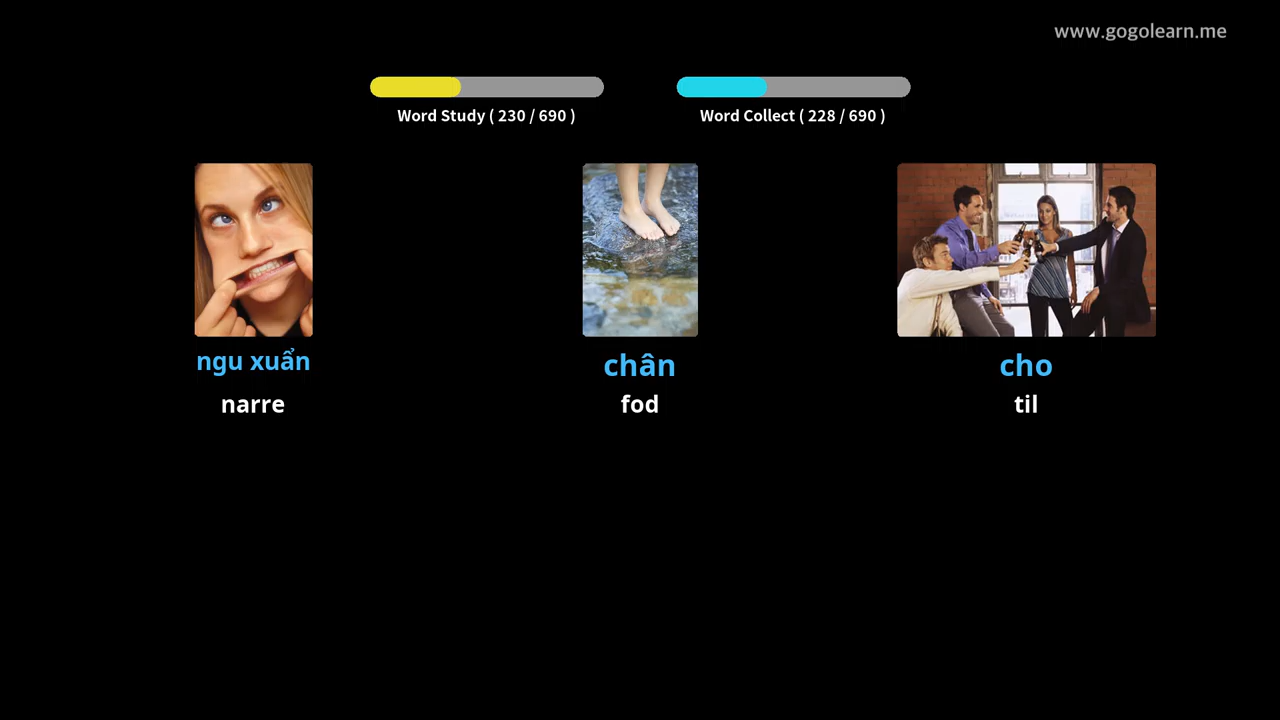 www.gogolearn.me
Word Study ( 230 / 690 )
Word Collect ( 228 / 690 )
ngu xuẩn
chân
cho
narre
fod
til